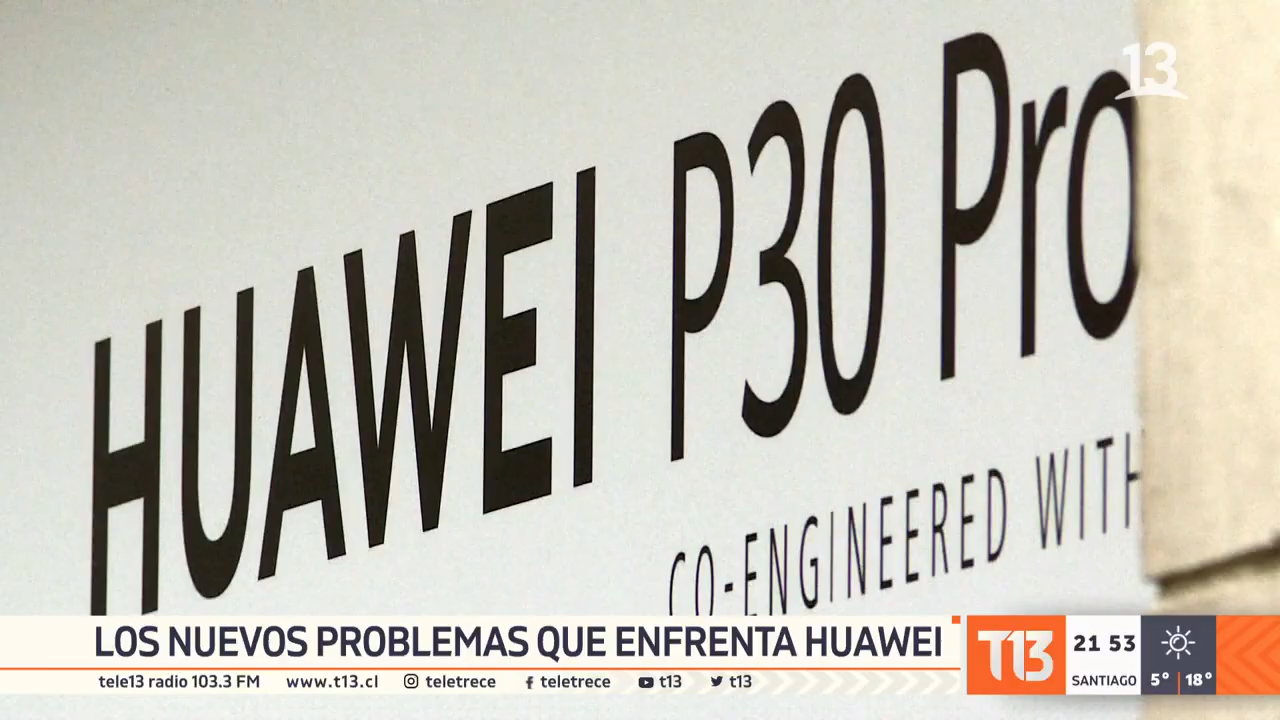 13
HUAWEI P30 Pro
CO-ENGINEERED WITH
LOS NUEVOS PROBLEMAS QUE ENFRENTA HUAWEI
T13
21 53
SANTIAGO
5° 18°
tele13 radio 103.3 FM www.t13.cl teletrece teletrece t13 t13